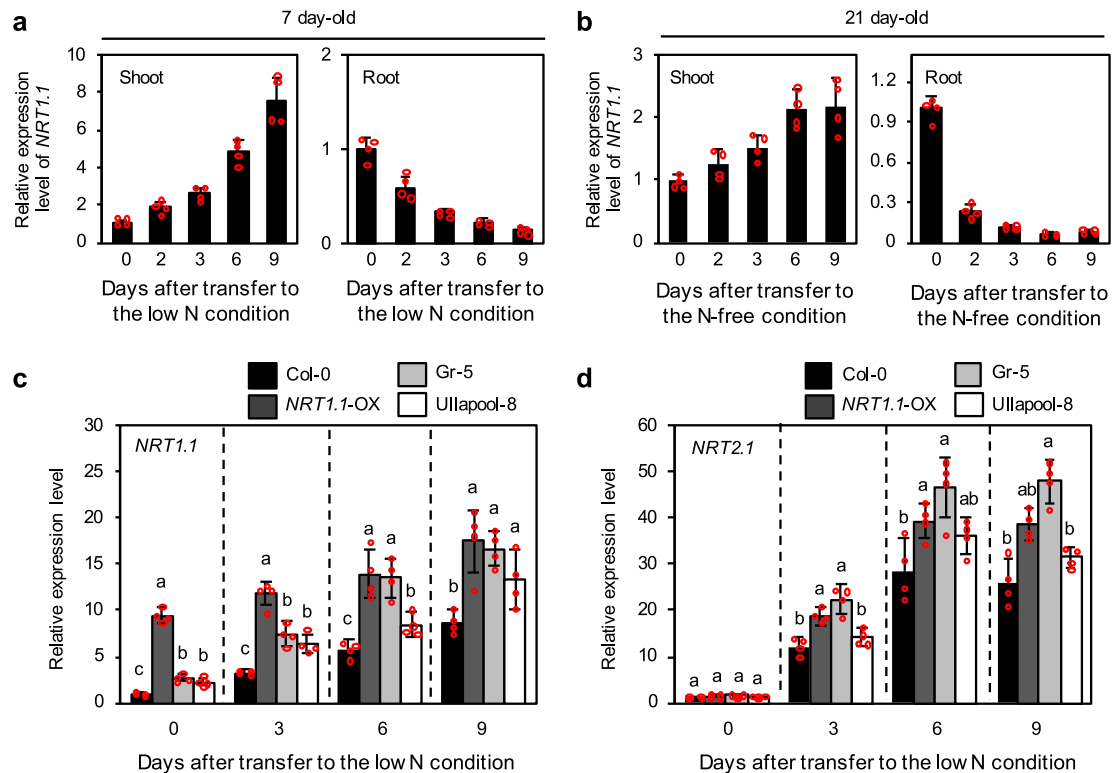 a
7 day-old
Relative expression
level of NRT1.1
10
8
6
4
2
0
Shoot
0 2 3 6 9
Days after transfer to
the low N condition
2
1
0
Root
0 2 3 6 9
Days after transfer to
the low N condition
b
21 day-old
Relative expression
level of NRT1.1
3
2
1
0
Shoot
0 2 3 6 9
Days after transfer to
the N-free condition
1.2
0.9
0.6
0.3
0
Root
0 2 3 6 9
Days after transfer to
the N-free condition
c
Col-0
Gr-5
NRT1.1-OX
Ullapool-8
Relative expression level
30
25
20
15
10
5
0
NRT1.1
c a b b
c a b b
c a a b
b a a a
0 3 6 9
Days after transfer to the low N condition
d
Col-0
Gr-5
NRT1.1-OX
Ullapool-8
Relative expression level
60
50
40
30
20
10
0
NRT2.1
a a a a
b a a b
b a a ab
b ab a b
0 3 6 9
Days after transfer to the low N condition